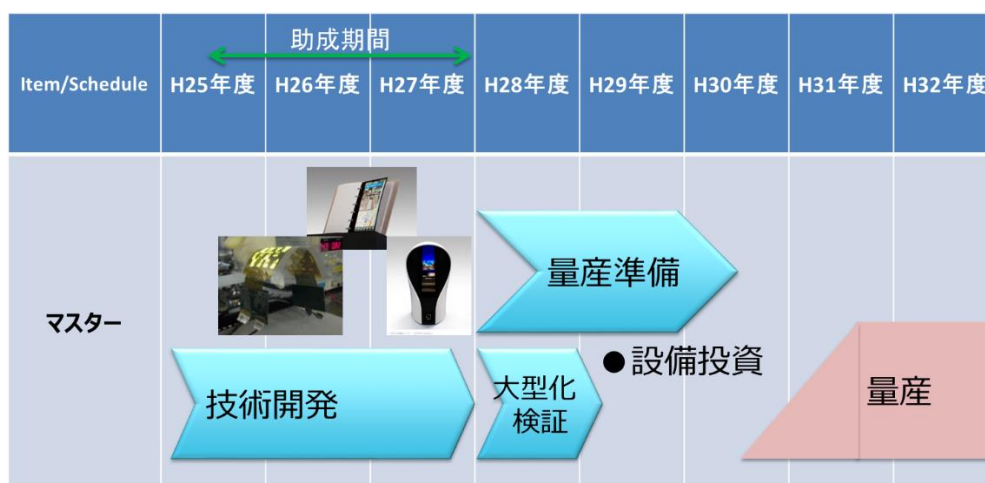 助成期間
Item/Schedule H25年度 H26年度 H27年度 H28年度 H29年度 H30年度 H31年度 H32年度
マスター
量産準備
●設備投資
技術開発
大型化
検証
量産